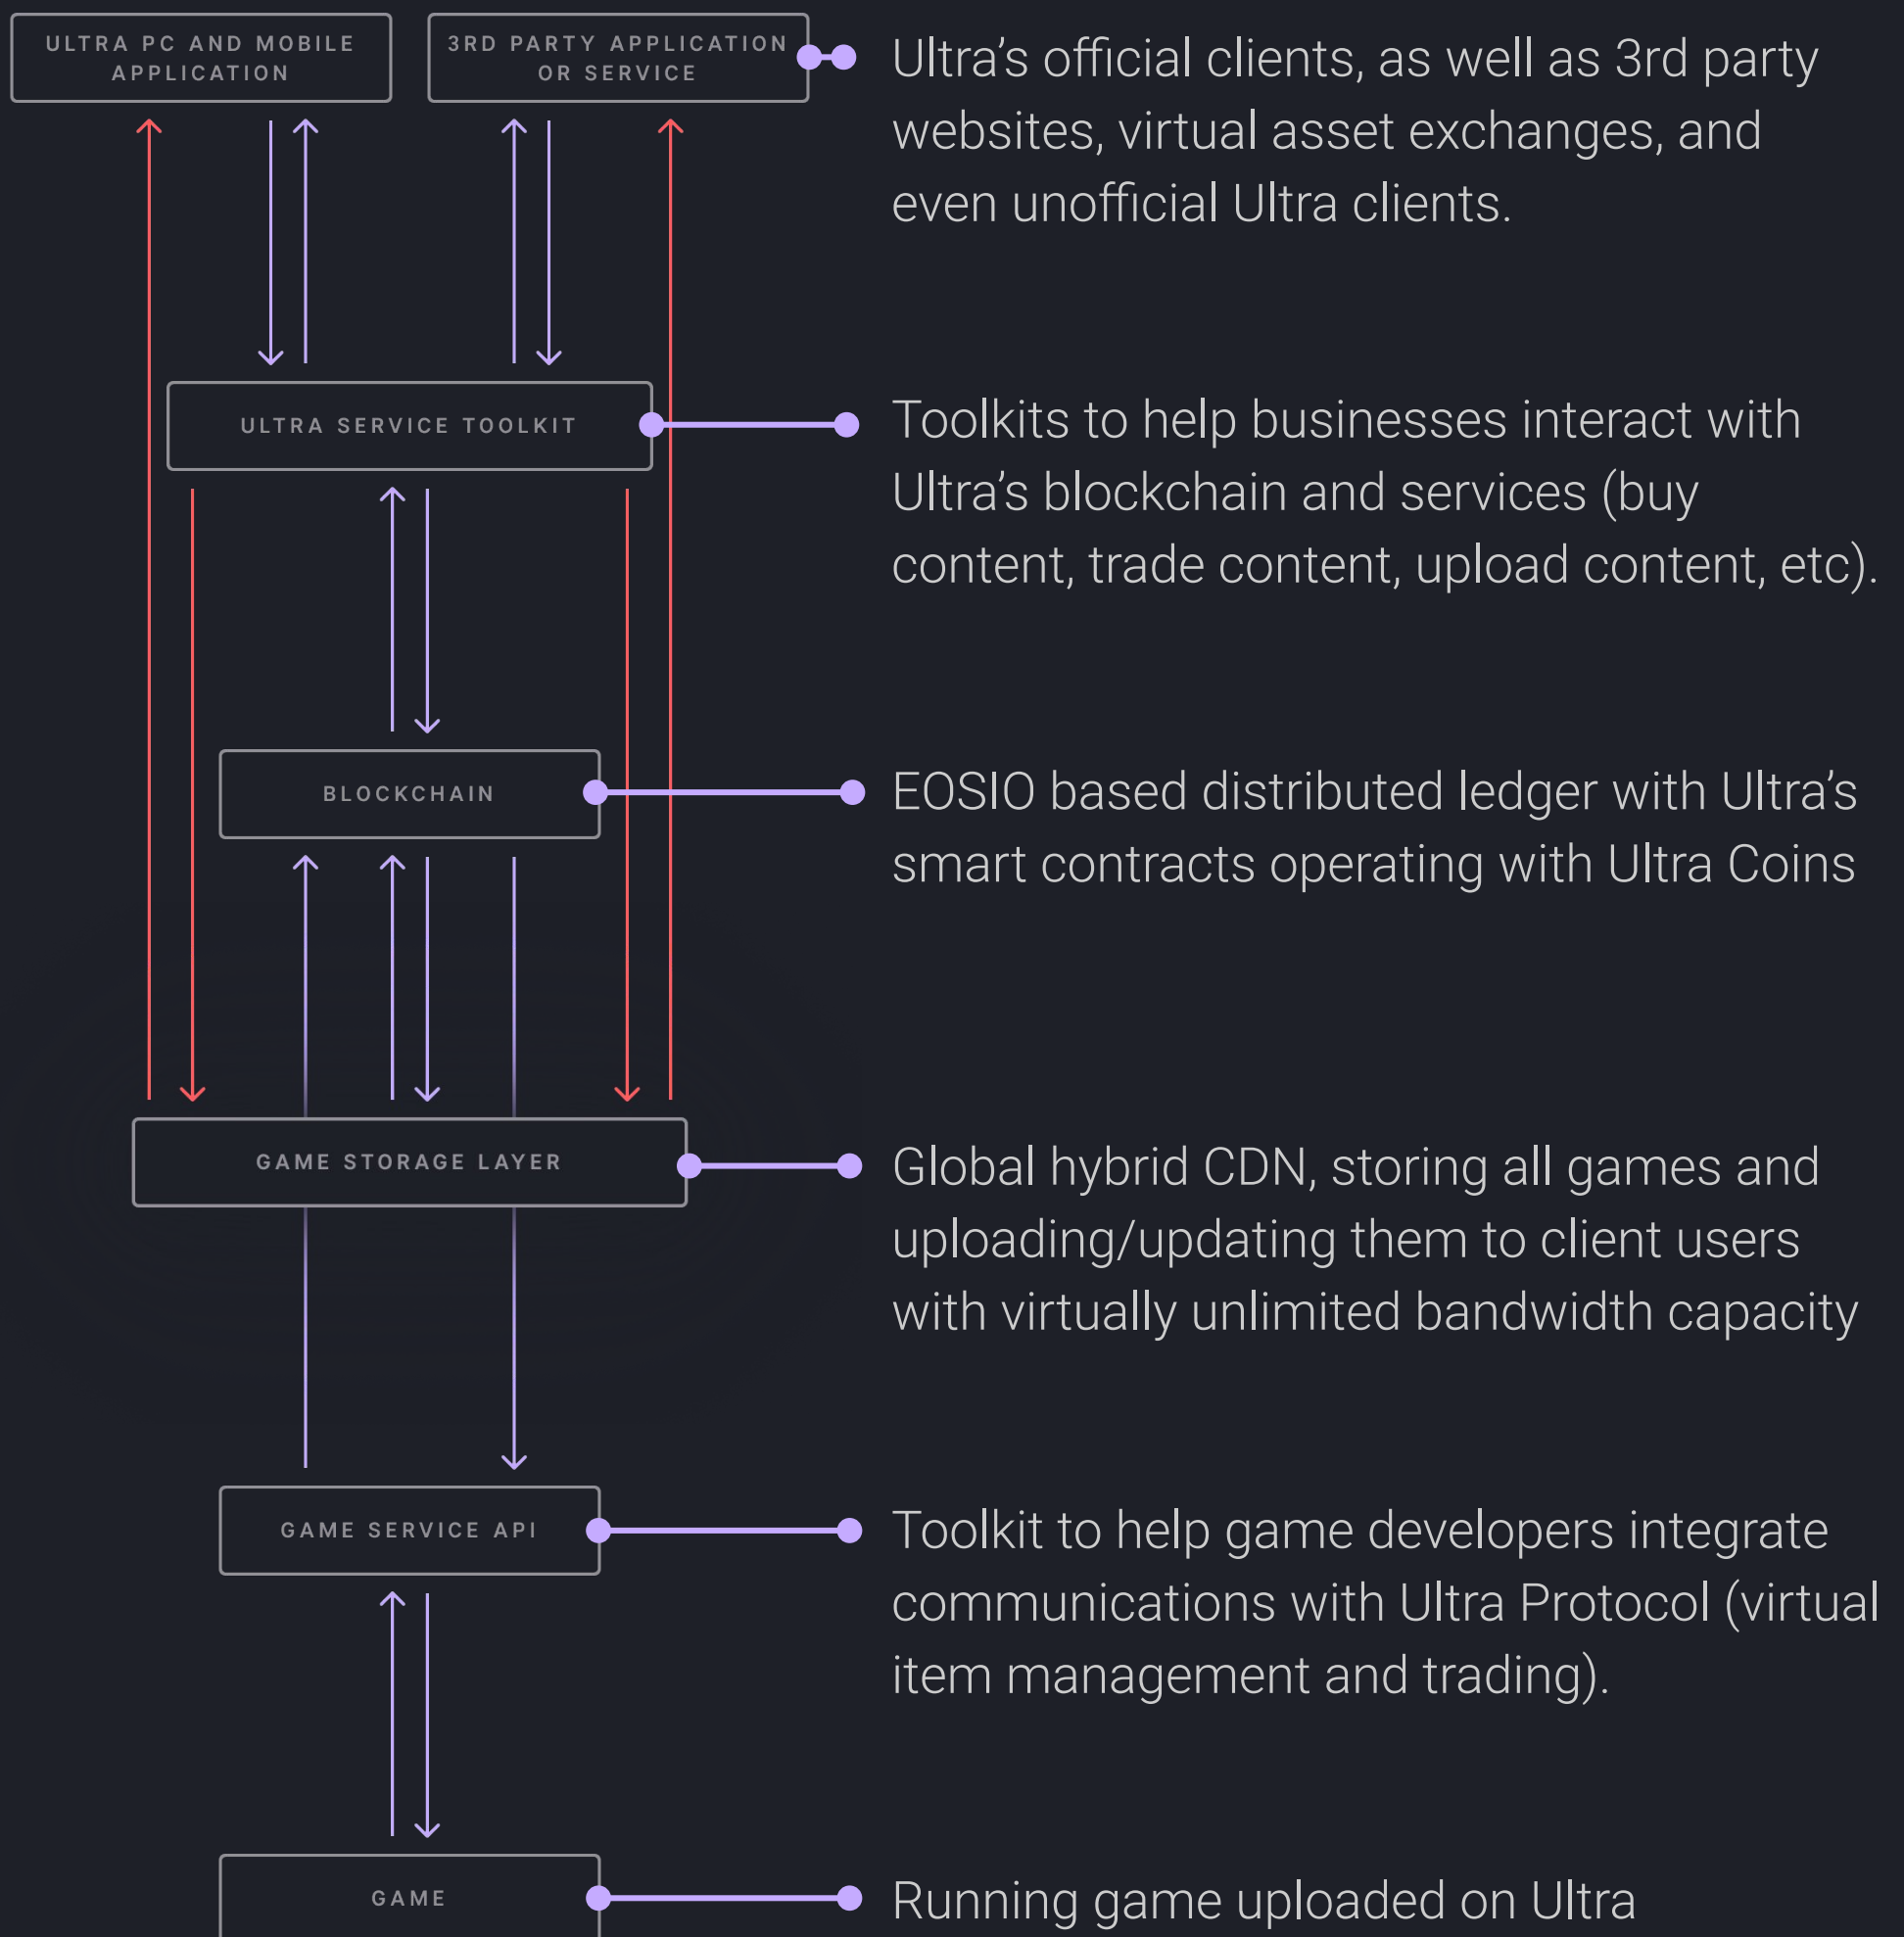 ULTRA PC AND MOBILE
APPLICATION
3RD PARTY APPLICATION
OR SERVICE
Ultra’s official clients, as well as 3rd party
websites, virtual asset exchanges, and
even unofficial Ultra clients.
ULTRA SERVICE TOOLKIT
Toolkits to help businesses interact with
Ultra’s blockchain and services (buy
content, trade content, upload content, etc).
BLOCKCHAIN
EOSIO based distributed ledger with Ultra’s
smart contracts operating with Ultra Coins
GAME STORAGE LAYER
Global hybrid CDN, storing all games and
uploading/updating them to client users
with virtually unlimited bandwidth capacity
GAME SERVICE API
Toolkit to help game developers integrate
communications with Ultra Protocol (virtual
item management and trading).
GAME
Running game uploaded on Ultra